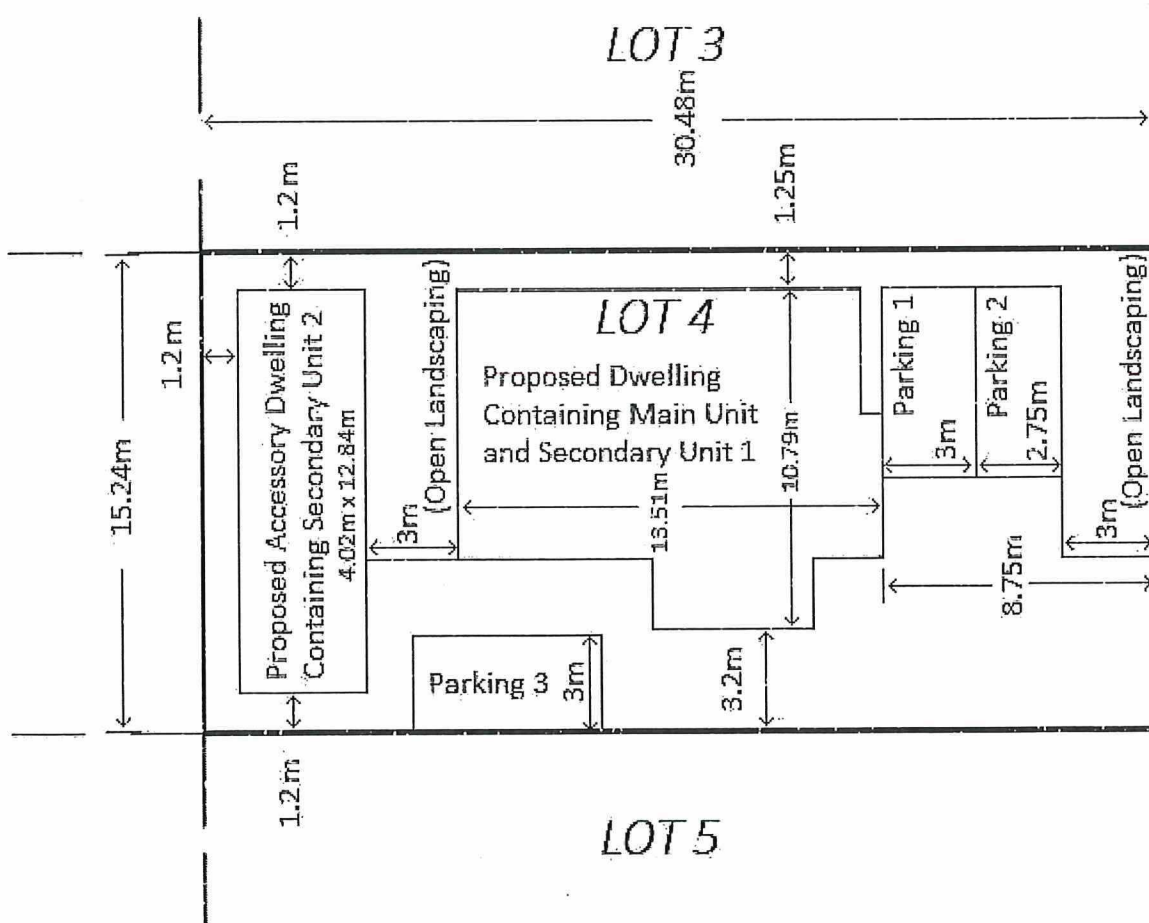 LOT 3
30.48m
1.2 m
1.25m
15.24m
1.2 m
Proposed Accessory Dwelling
Containing Secondary Unit 2
4.02m x 12.84m
(Open Landscaping)
3m
LOT 4
Proposed Dwelling
Containing Main Unit
and Secondary Unit 1
13.51m
10.79m
Parking 1
3m
Parking 2
2.75m
(Open Landscaping)
3m
8.75m
Parking 3
3m
3.2m
1.2 m
LOT 5